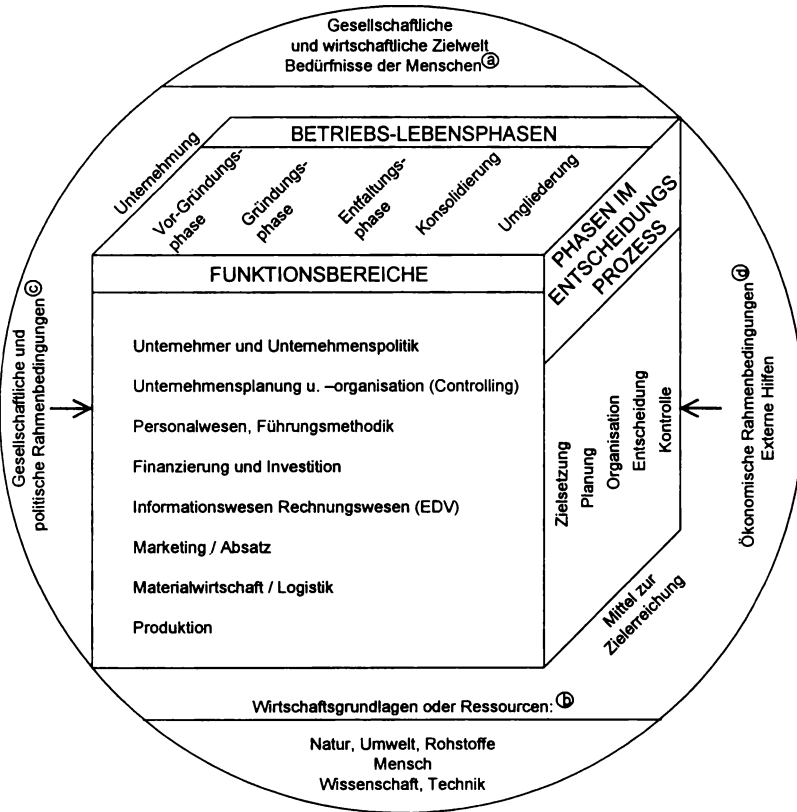 Gesellschaftliche
und wirtschaftliche Zielwelt
Bedürfnisse der Menschen ⓐ
BETRIEBS-LEBENSPHASEN
Unternehmung
Vor-Gründungs-
phase
Gründungs-
phase
Entfaltungs-
phase
Konsolidierung
Umgliederung
PHASEN IM
ENTSCHEIDUNGS
PROZESS
FUNKTIONSBEREICHE
Unternehmer und Unternehmenspolitik
Unternehmensplanung u. –organisation (Controlling)
Personalwesen, Führungsmethodik
Finanzierung und Investition
Informationswesen Rechnungswesen (EDV)
Marketing / Absatz
Materialwirtschaft / Logistik
Produktion
Zielsetzung
Planung
Organisation
Entscheidung
Kontrolle
Gesellschaftliche und
politische Rahmenbedingungen ⓒ
Ökonomische Rahmenbedingungen ⓓ
Externe Hilfen
Mittel zur
Zielerreichung
Wirtschaftsgrundlagen oder Ressourcen: ⓑ
Natur, Umwelt, Rohstoffe
Mensch
Wissenschaft, Technik